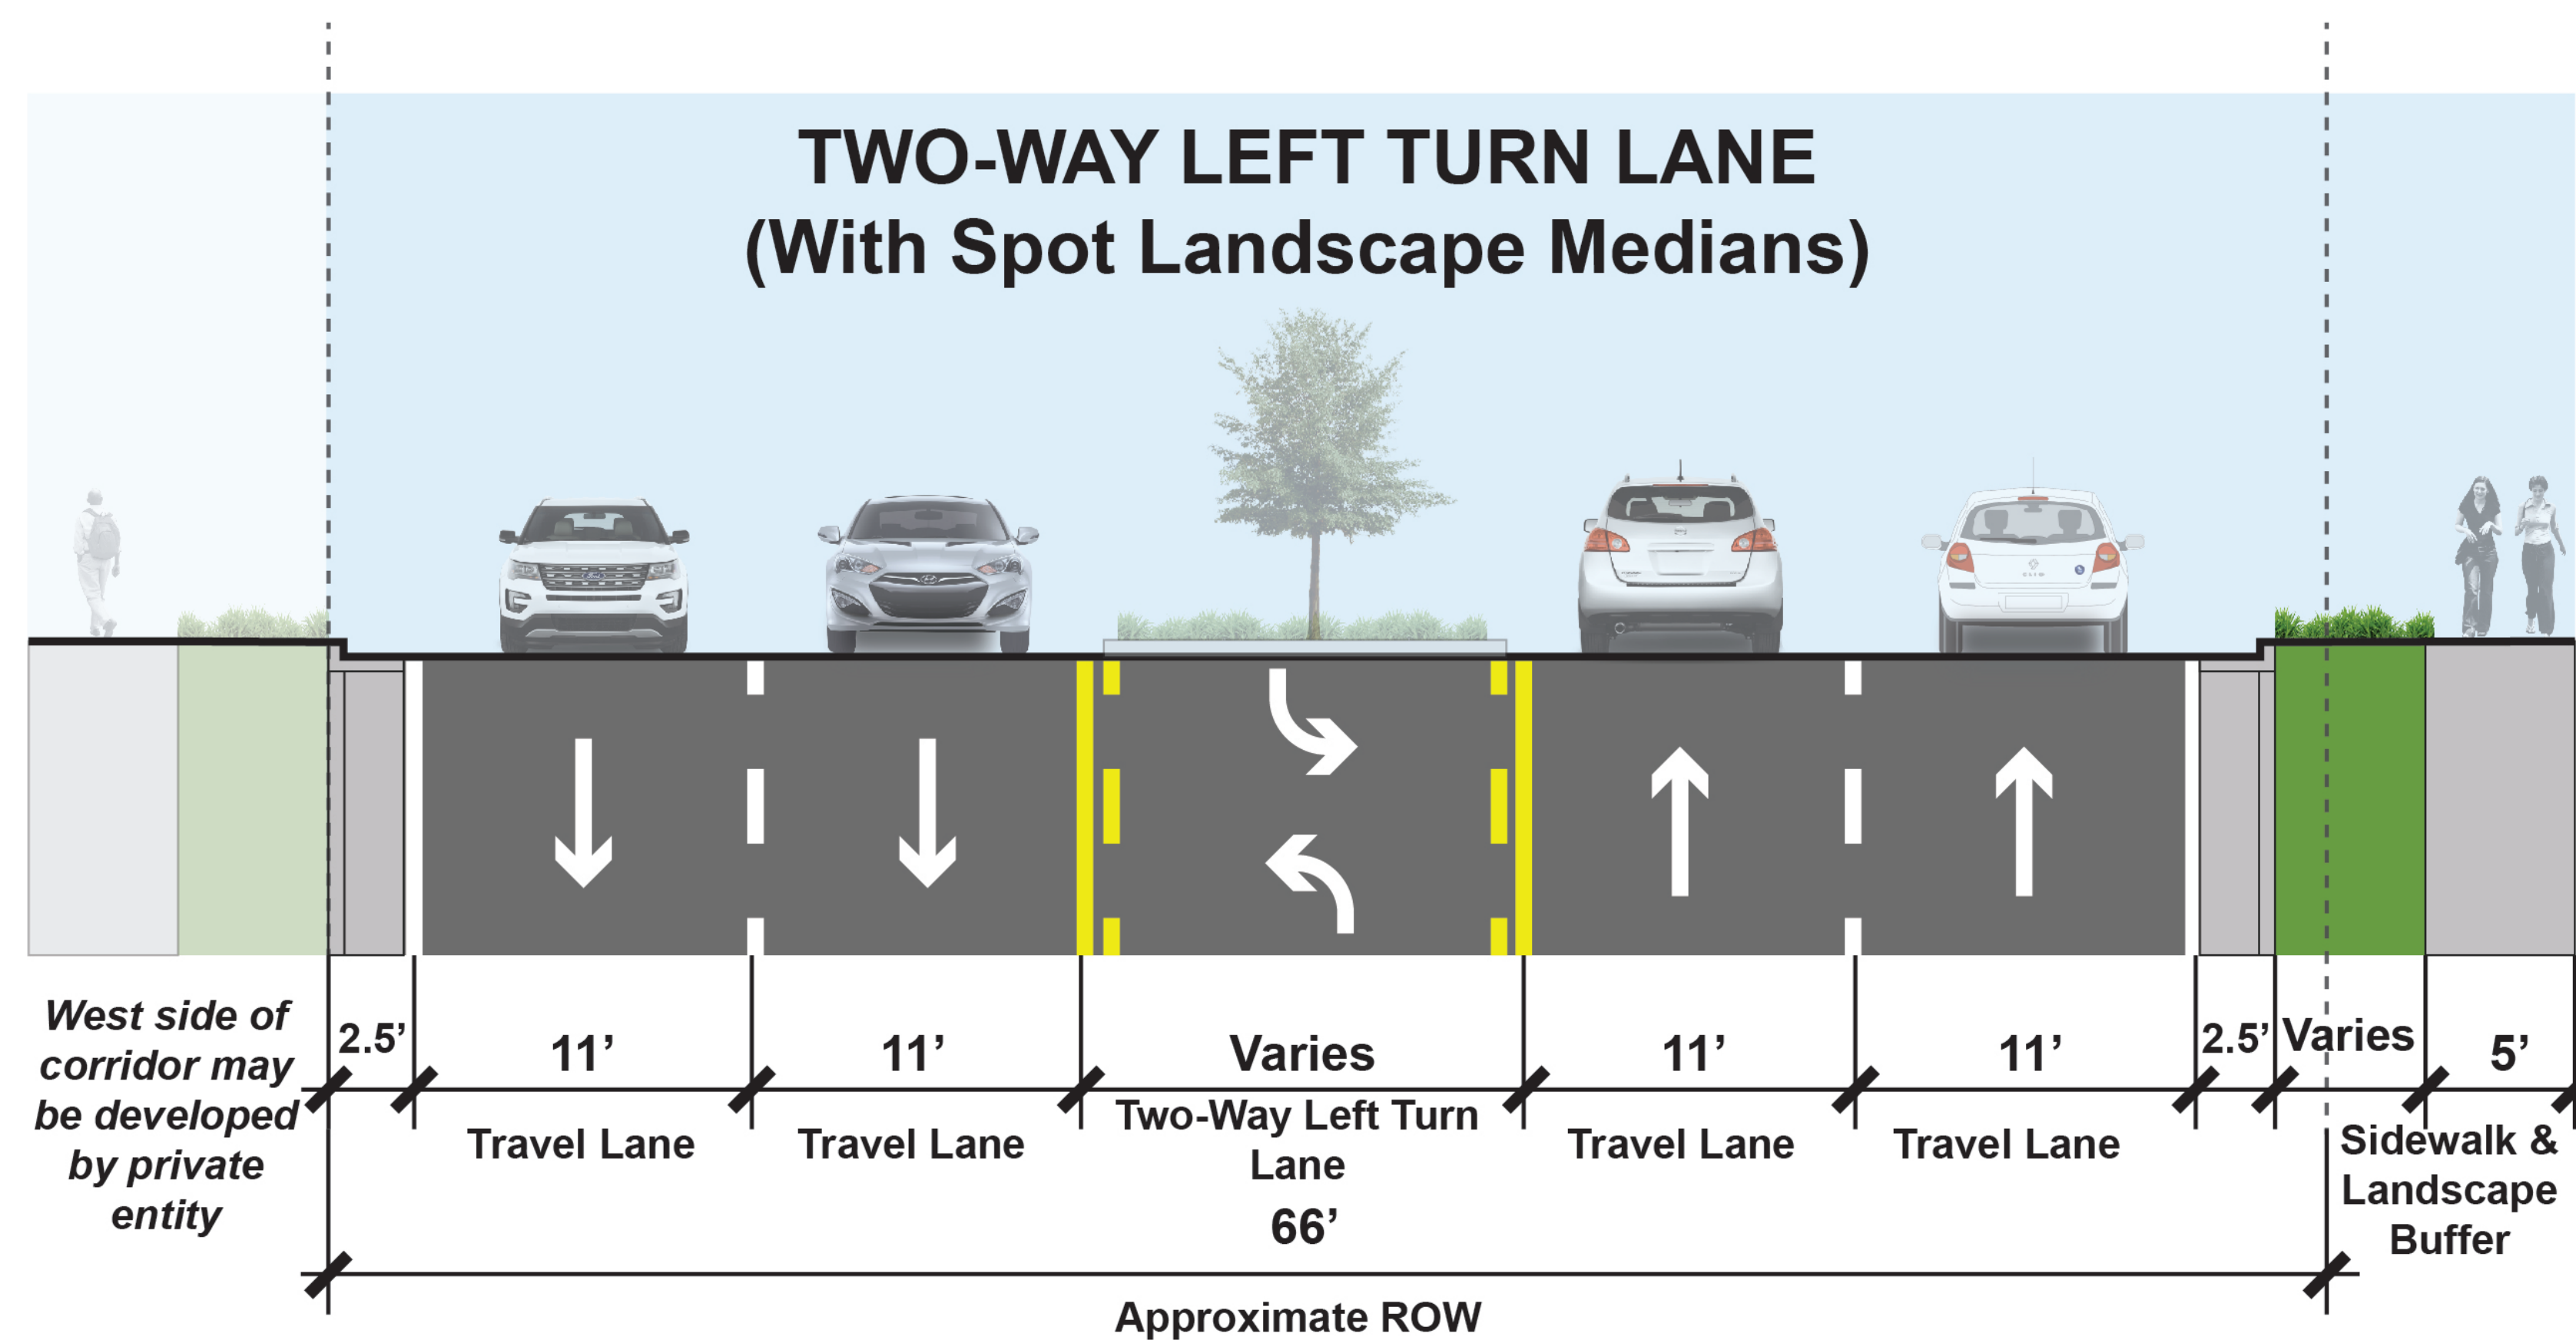 TWO-WAY LEFT TURN LANE
(With Spot Landscape Medians)
West side of
corridor may
be developed
by private
entity
2.5’
11’
11’
Varies
11’
11’
2.5’
Varies
5’
Travel Lane
Travel Lane
Two-Way Left Turn
Lane
Travel Lane
Travel Lane
Sidewalk &
Landscape
Buffer
66’
Approximate ROW